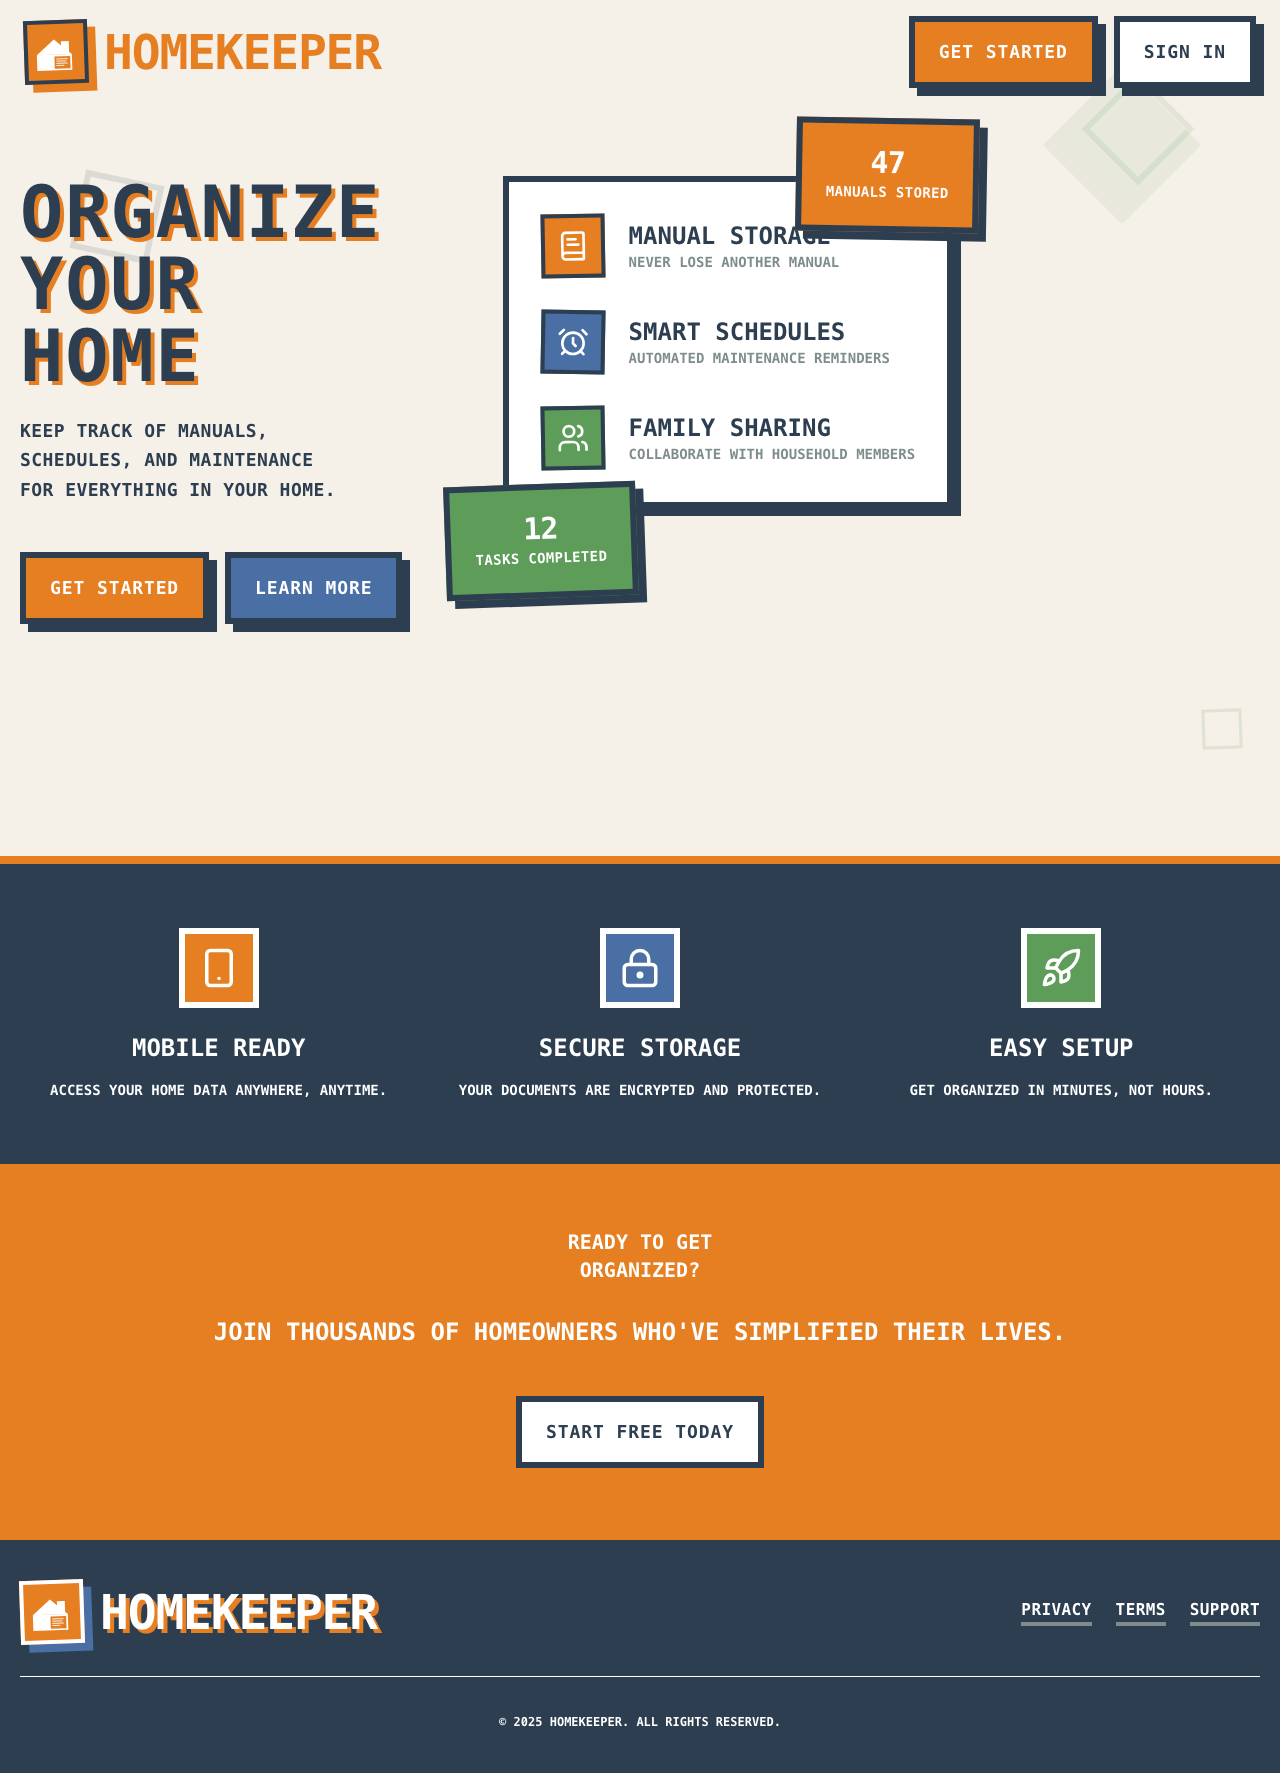 HOMEKEEPER
GET STARTED
SIGN IN
ORGANIZE
YOUR
HOME
KEEP TRACK OF MANUALS,
SCHEDULES, AND MAINTENANCE
FOR EVERYTHING IN YOUR HOME.
GET STARTED
LEARN MORE
47
MANUALS STORED
MANUAL STORAGE
NEVER LOSE ANOTHER MANUAL
SMART SCHEDULES
AUTOMATED MAINTENANCE REMINDERS
FAMILY SHARING
COLLABORATE WITH HOUSEHOLD MEMBERS
12
TASKS COMPLETED
MOBILE READY
ACCESS YOUR HOME DATA ANYWHERE, ANYTIME.
SECURE STORAGE
YOUR DOCUMENTS ARE ENCRYPTED AND PROTECTED.
EASY SETUP
GET ORGANIZED IN MINUTES, NOT HOURS.
READY TO GET
ORGANIZED?
JOIN THOUSANDS OF HOMEOWNERS WHO'VE SIMPLIFIED THEIR LIVES.
START FREE TODAY
HOMEKEEPER
PRIVACY
TERMS
SUPPORT
© 2025 HOMEKEEPER. ALL RIGHTS RESERVED.